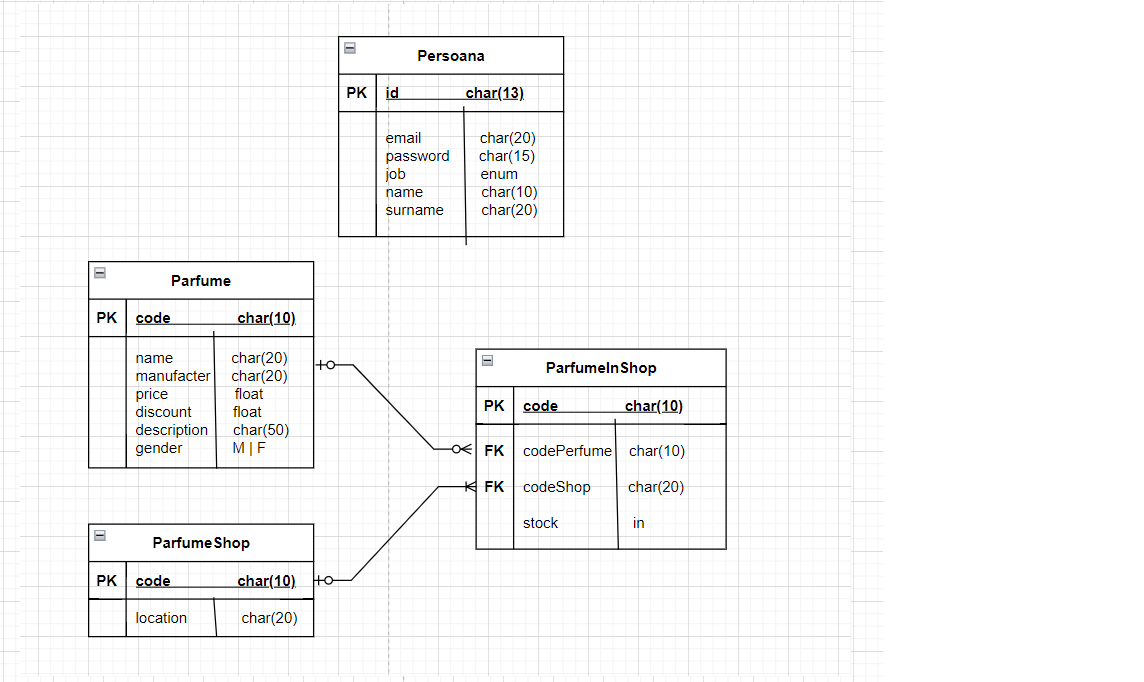 Persoana
PK id char(13)
email char(20)
password char(15)
job enum
name char(10)
surname char(20)
Parfume
PK code char(10)
name char(20)
manufacter char(20)
price float
discount float
description char(50)
gender M | F
ParfumeInShop
PK code char(10)
FK codePerfume char(10)
FK codeShop char(20)
stock in
ParfumeShop
PK code char(10)
location char(20)